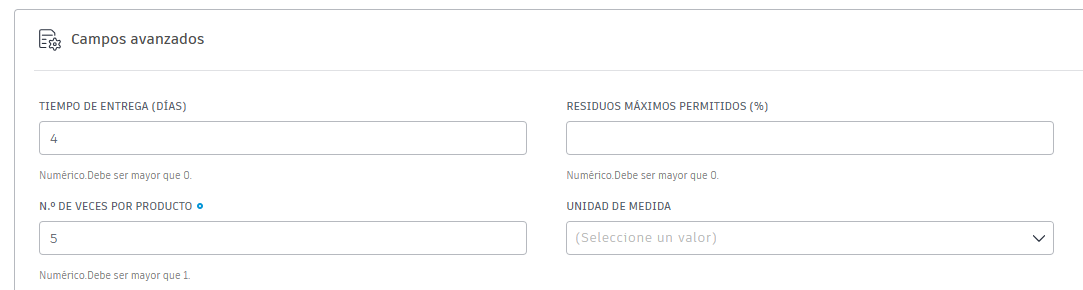 Campos avanzados
TIEMPO DE ENTREGA (DÍAS)
4
Numérico.Debe ser mayor que 0.
RESIDUOS MÁXIMOS PERMITIDOS (%)
Numérico.Debe ser mayor que 0.
N.º DE VECES POR PRODUCTO
5
Numérico.Debe ser mayor que 1.
UNIDAD DE MEDIDA
(Seleccione un valor)